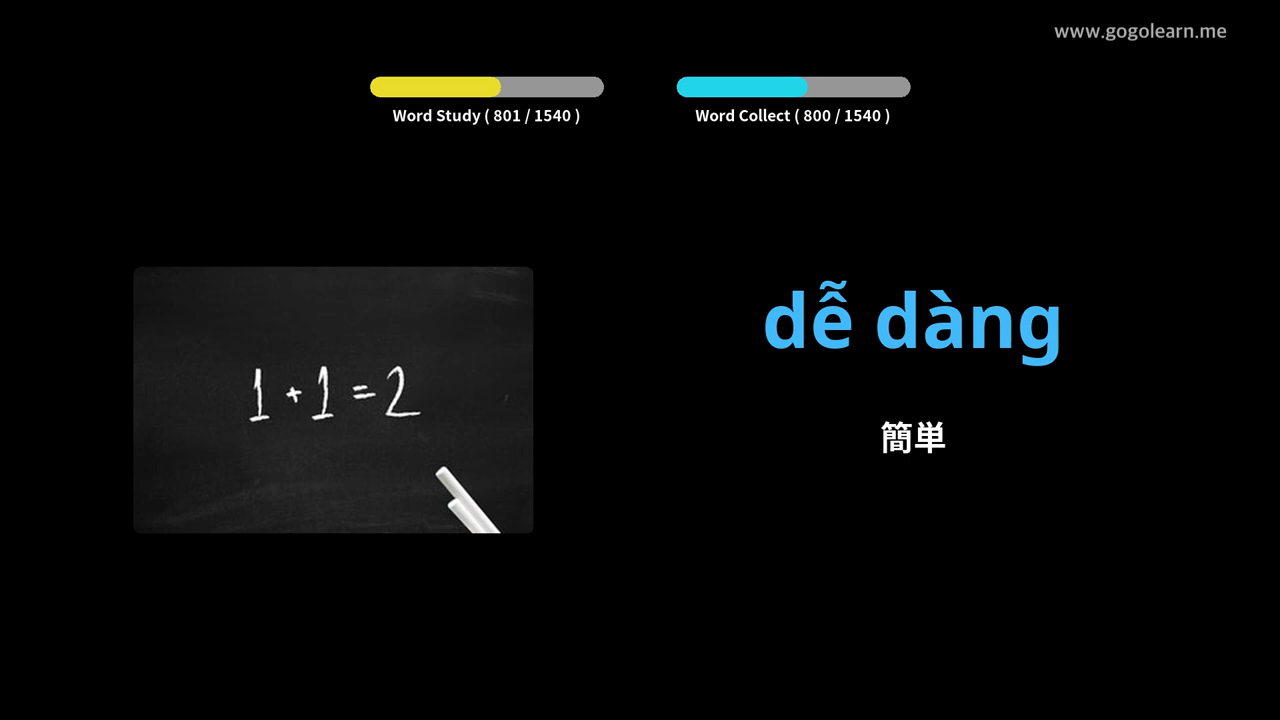 www.gogolearn.me
Word Study ( 801 / 1540 )
Word Collect ( 800 / 1540 )
1 + 1 = 2
dễ dàng
簡単